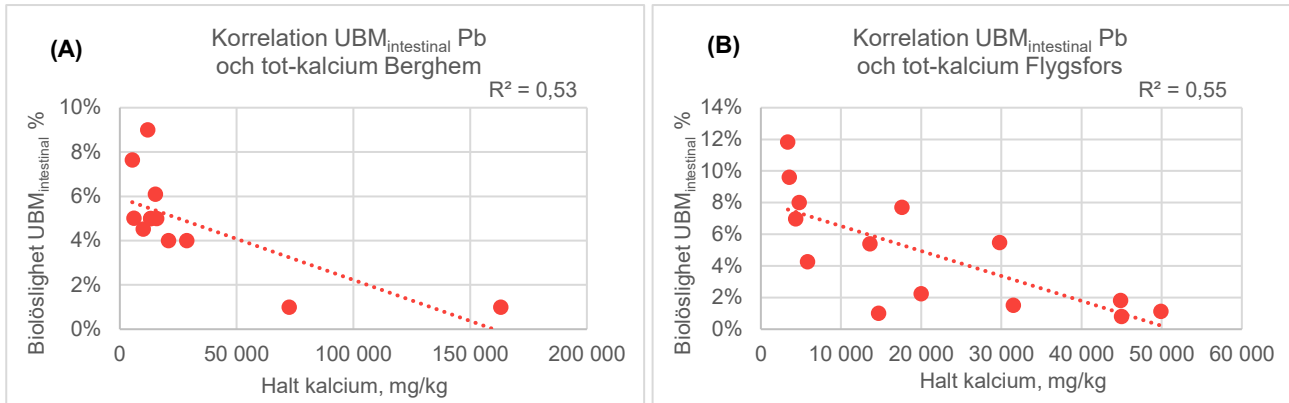 (A)
Korrelation UBMintestinal Pb
och tot-kalcium Berghem
R² = 0,53
Biolöslighet UBMintestinal %
10%
8%
6%
4%
2%
0%
0
50 000
100 000
150 000
200 000
Halt kalcium, mg/kg
(B)
Korrelation UBMintestinal Pb
och tot-kalcium Flygsfors
R² = 0,55
Biolöslighet UBMintestinal %
14%
12%
10%
8%
6%
4%
2%
0%
0
10 000
20 000
30 000
40 000
50 000
60 000
Halt kalcium, mg/kg